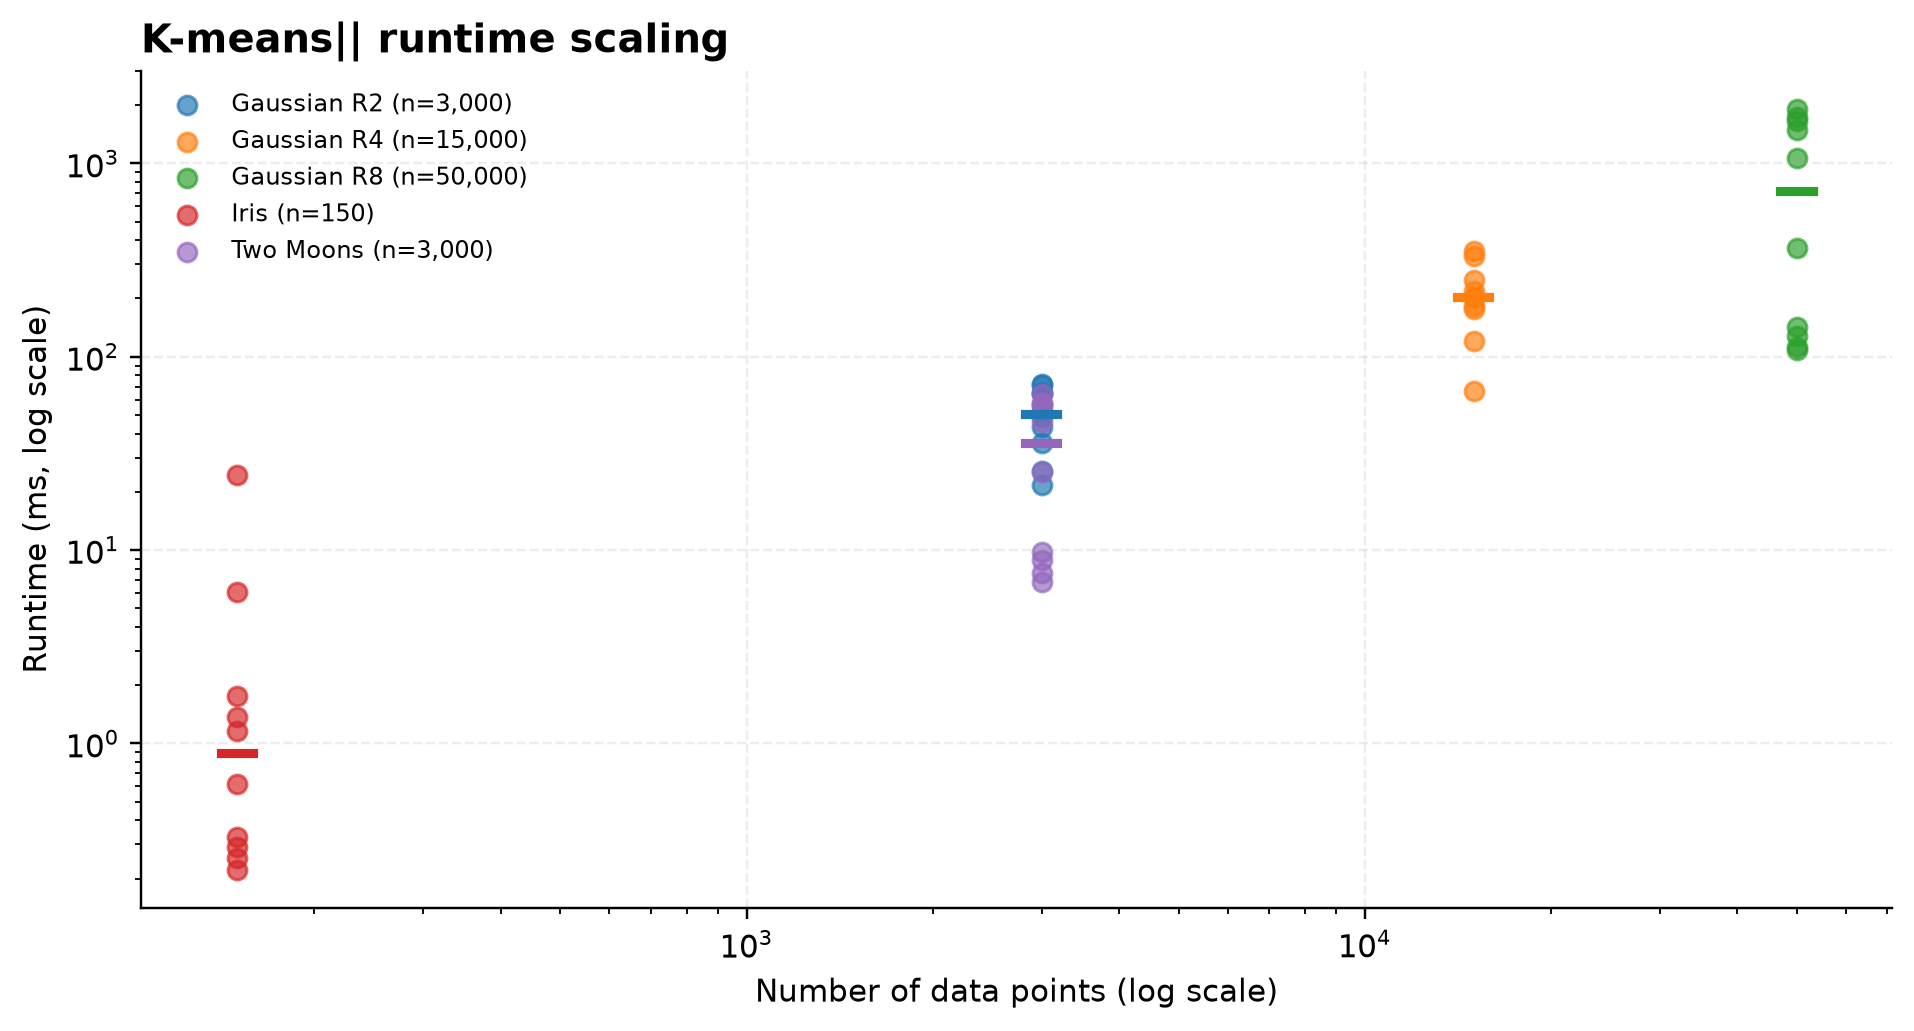 K-means|| runtime scaling
Gaussian R2 (n=3,000)
Gaussian R4 (n=15,000)
Gaussian R8 (n=50,000)
Iris (n=150)
Two Moons (n=3,000)
Runtime (ms, log scale)
10³
10²
10¹
10⁰
10³
10⁴
Number of data points (log scale)